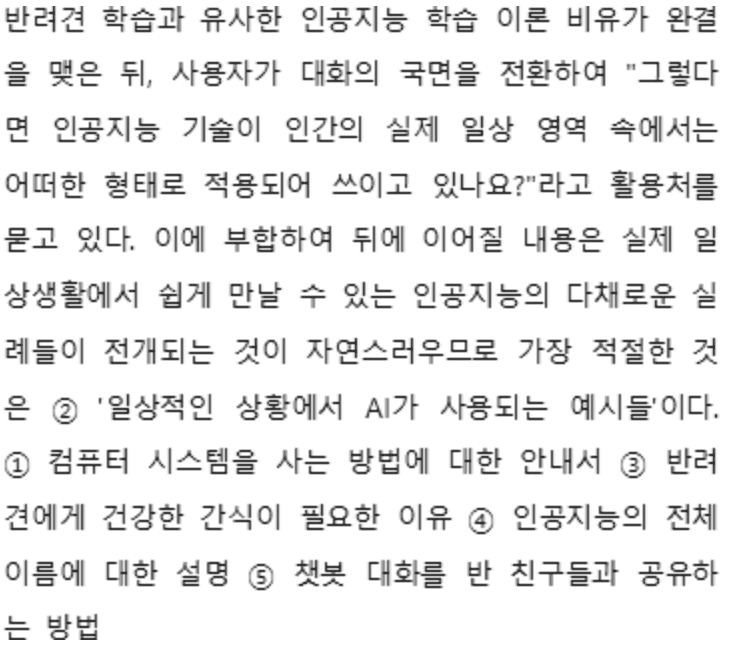 반려견 학습과 유사한 인공지능 학습 이론 비유가 완결
을 맺은 뒤, 사용자가 대화의 국면을 전환하여 "그렇다
면 인공지능 기술이 인간의 실제 일상 영역 속에서는
어떠한 형태로 적용되어 쓰이고 있나요?"라고 활용처를
묻고 있다. 이에 부합하여 뒤에 이어질 내용은 실제 일
상생활에서 쉽게 만날 수 있는 인공지능의 다채로운 실
례들이 전개되는 것이 자연스러우므로 가장 적절한 것
은 ② '일상적인 상황에서 AI가 사용되는 예시들'이다.
① 컴퓨터 시스템을 사는 방법에 대한 안내서 ③ 반려
견에게 건강한 간식이 필요한 이유 ④ 인공지능의 전체
이름에 대한 설명 ⑤ 챗봇 대화를 반 친구들과 공유하
는 방법